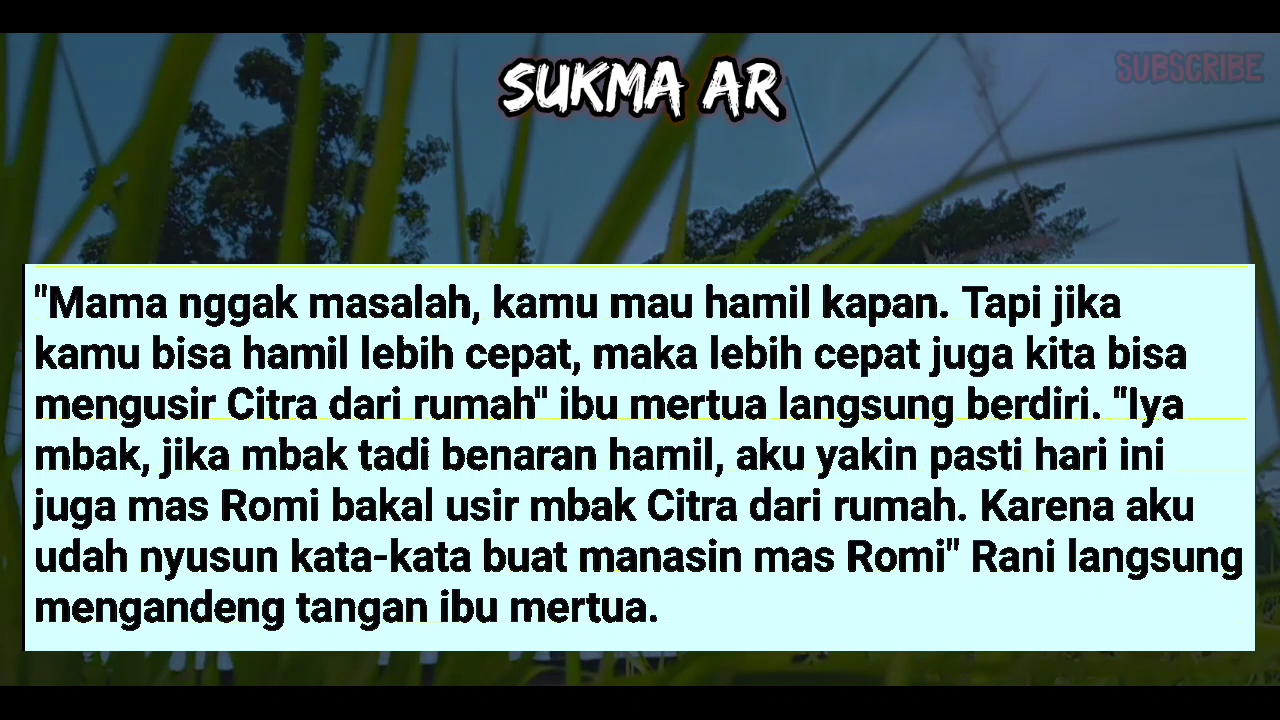 SUKMA AR
SUBSCRIBE
"Mama nggak masalah, kamu mau hamil kapan. Tapi jika
kamu bisa hamil lebih cepat, maka lebih cepat juga kita bisa
mengusir Citra dari rumah" ibu mertua langsung berdiri. "Iya
mbak, jika mbak tadi benaran hamil, aku yakin pasti hari ini
juga mas Romi bakal usir mbak Citra dari rumah. Karena aku
udah nyusun kata-kata buat manasin mas Romi" Rani langsung
mengandeng tangan ibu mertua.